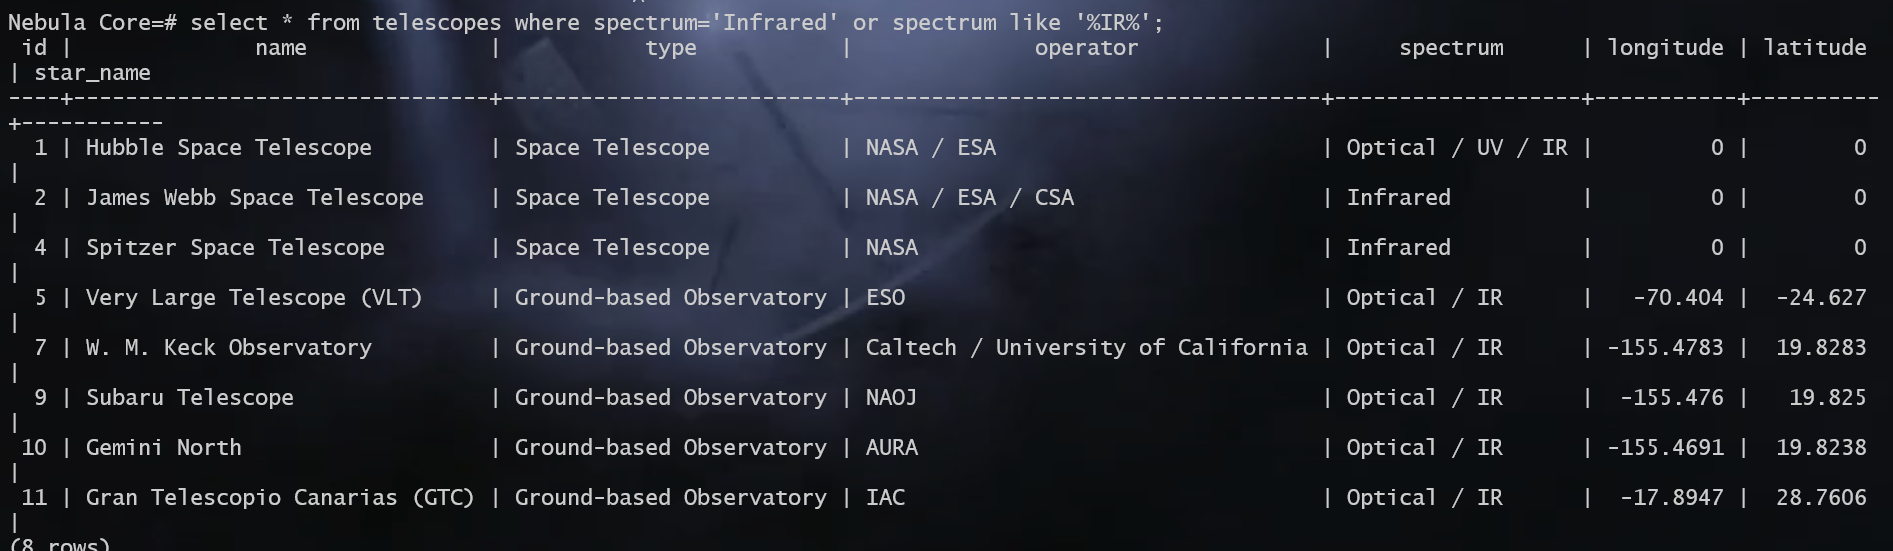 Nebula Core=# select * from telescopes where spectrum='Infrared' or spectrum like '%IR%';
 id |              name              |           type            |              operator              |     spectrum      | longitude | latitude
| star_name
----+--------------------------------+---------------------------+------------------------------------+-------------------+-----------+----------
+-----------
  1 | Hubble Space Telescope         | Space Telescope          | NASA / ESA                         | Optical / UV / IR |         0 |        0
|
  2 | James Webb Space Telescope     | Space Telescope          | NASA / ESA / CSA                   | Infrared          |         0 |        0
|
  4 | Spitzer Space Telescope        | Space Telescope          | NASA                               | Infrared          |         0 |        0
|
  5 | Very Large Telescope (VLT)     | Ground-based Observatory | ESO                                | Optical / IR      |   -70.404 |  -24.627
|
  7 | W. M. Keck Observatory         | Ground-based Observatory | Caltech / University of California | Optical / IR      | -155.4783 |  19.8283
|
  9 | Subaru Telescope               | Ground-based Observatory | NAOJ                               | Optical / IR      |  -155.476 |   19.825
|
 10 | Gemini North                   | Ground-based Observatory | AURA                               | Optical / IR      | -155.4691 |  19.8238
|
 11 | Gran Telescopio Canarias (GTC) | Ground-based Observatory | IAC                                | Optical / IR      |  -17.8947 |  28.7606
|
(8 rows)